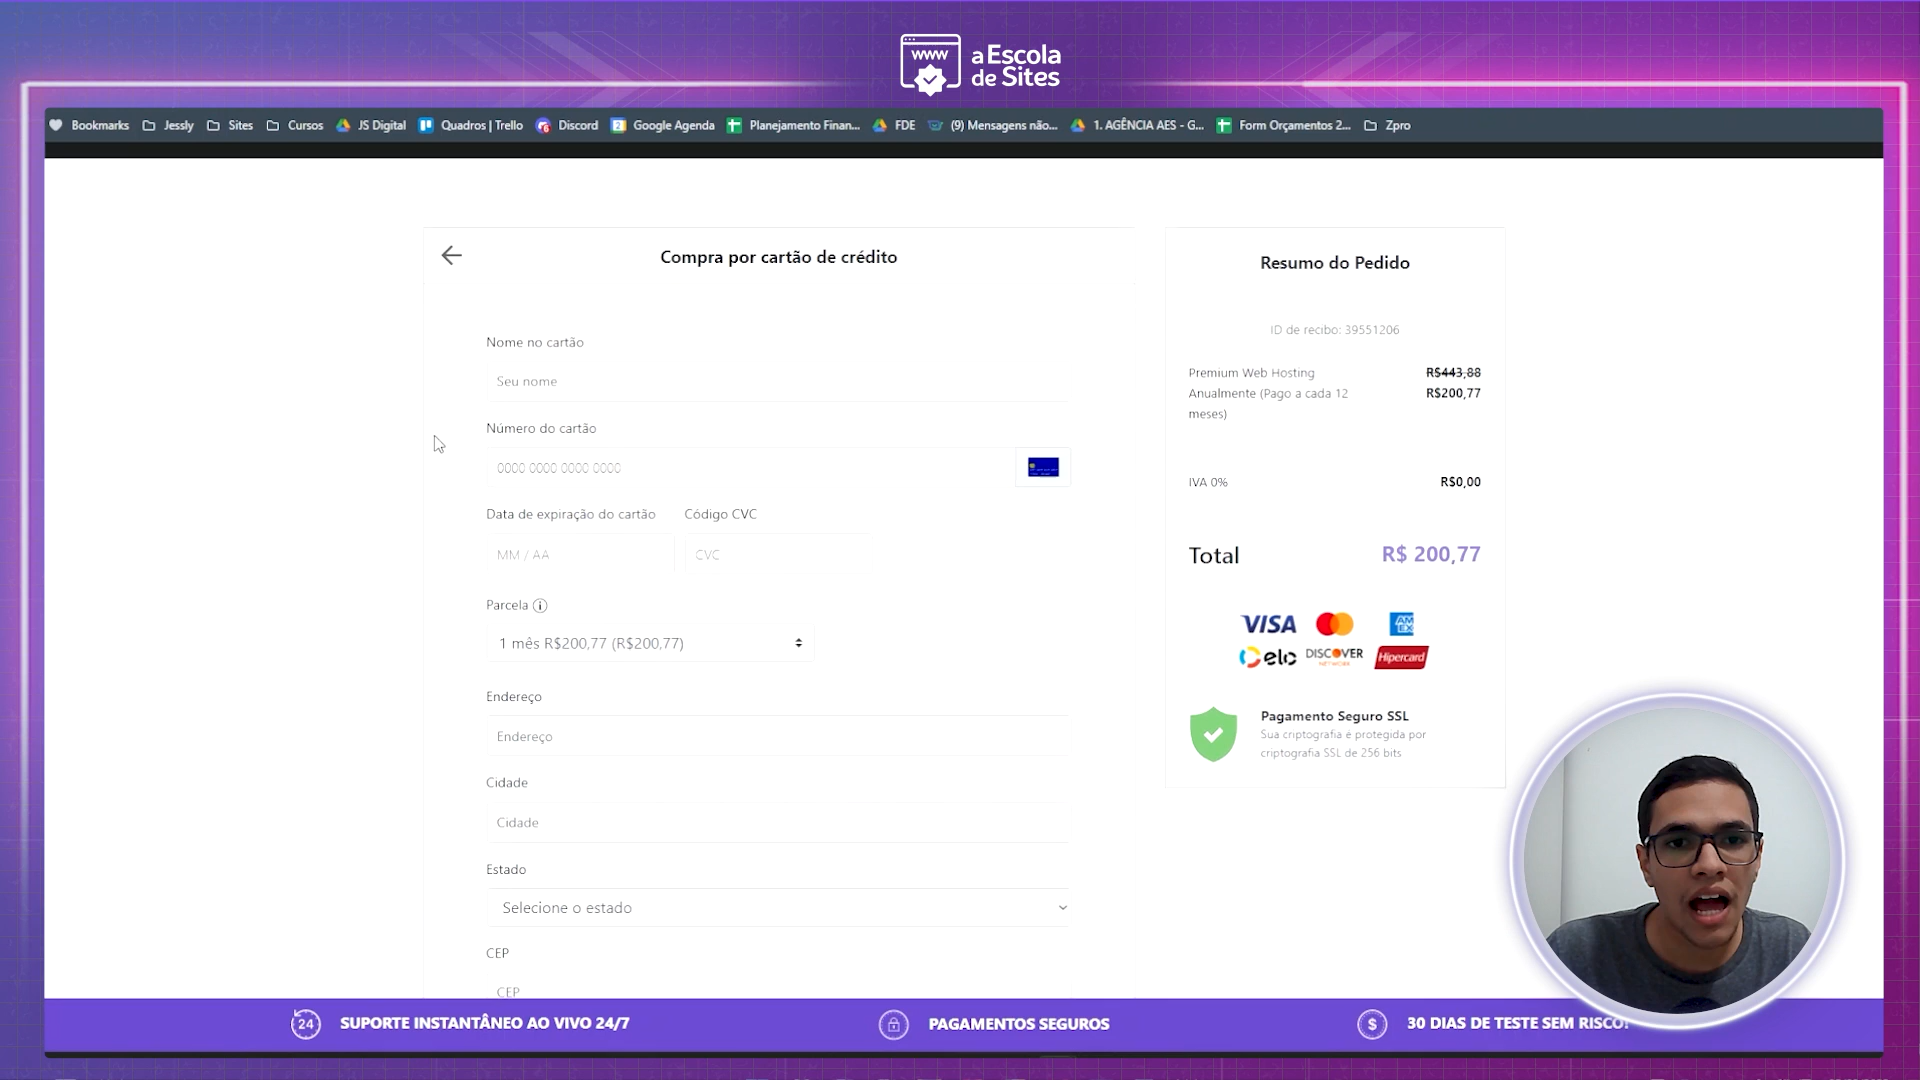 www
a Escola
de Sites
Bookmarks Jessly Sites Cursos JS Digital Quadros | Trello Discord 2 Google Agenda Planejamento Finan... FDE (9) Mensagens não... 1. AGÊNCIA AES - G... Form Orçamentos 2... Zpro
Compra por cartão de crédito
Nome no cartão
Seu nome
Número do cartão
0000 0000 0000 0000
Data de expiração do cartão Código CVC
MM / AA CVC
Parcela i
1 mês R$200,77 (R$200,77)
Endereço
Endereço
Cidade
Cidade
Estado
Selecione o estado
CEP
CEP
Resumo do Pedido
ID de recibo: 39551206
Premium Web Hosting R$443,88
Anualmente (Pago a cada 12 R$200,77
meses)
IVA 0% R$0,00
Total R$ 200,77
VISA AMEX
elo DISCOVER NETWORK Hipercard
Pagamento Seguro SSL
Sua criptografia é protegida por
criptografia SSL de 256 bits
24 SUPORTE INSTANTÂNEO AO VIVO 24/7 PAGAMENTOS SEGUROS $ 30 DIAS DE TESTE SEM RISCO!